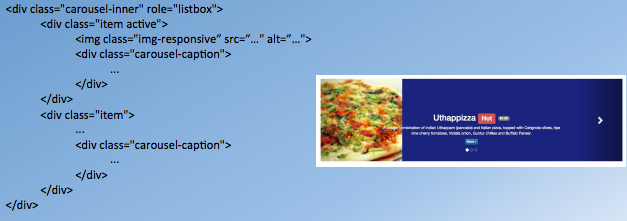 <div class="carousel-inner" role="listbox">
<div class="item active">
<img class="img-responsive" src="…" alt="…">
<div class="carousel-caption">
…
</div>
</div>
<div class="item">
…
<div class="carousel-caption">
…
</div>
</div>
</div>
Uthappizza Hot $4.99
A unique combination of Indian Uthappam (pancake) and Italian pizza, topped with Cerignola olives, ripe
vine cherry tomatoes, Vidalia onion, Guntur chillies and Buffalo Paneer.
More »